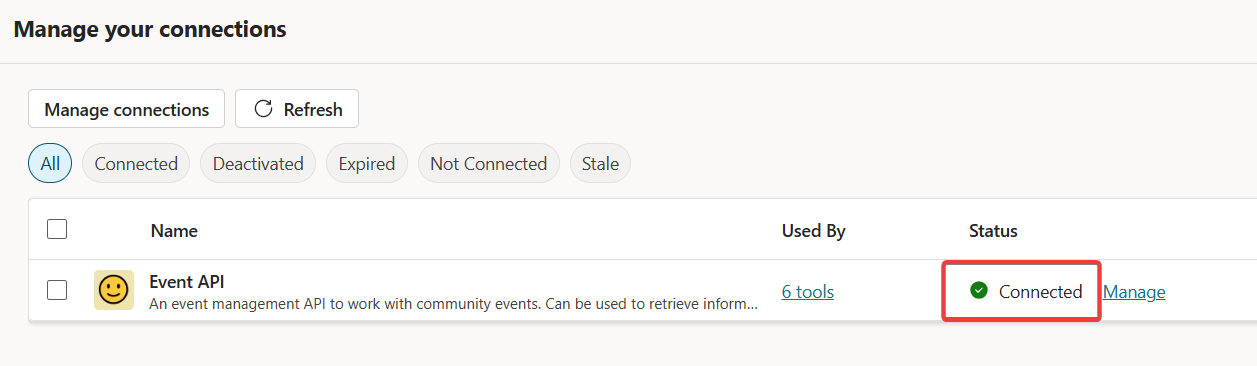 Manage your connections
Manage connections
Refresh
All
Connected
Deactivated
Expired
Not Connected
Stale
Name
Used By
Status
Event API
An event management API to work with community events. Can be used to retrieve inform...
6 tools
Connected
Manage